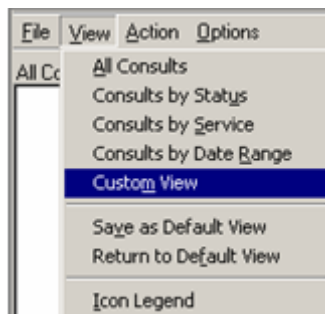 File View Action Options
All Co
All Consults
Consults by Status
Consults by Service
Consults by Date Range
Custom View
Save as Default View
Return to Default View
Icon Legend